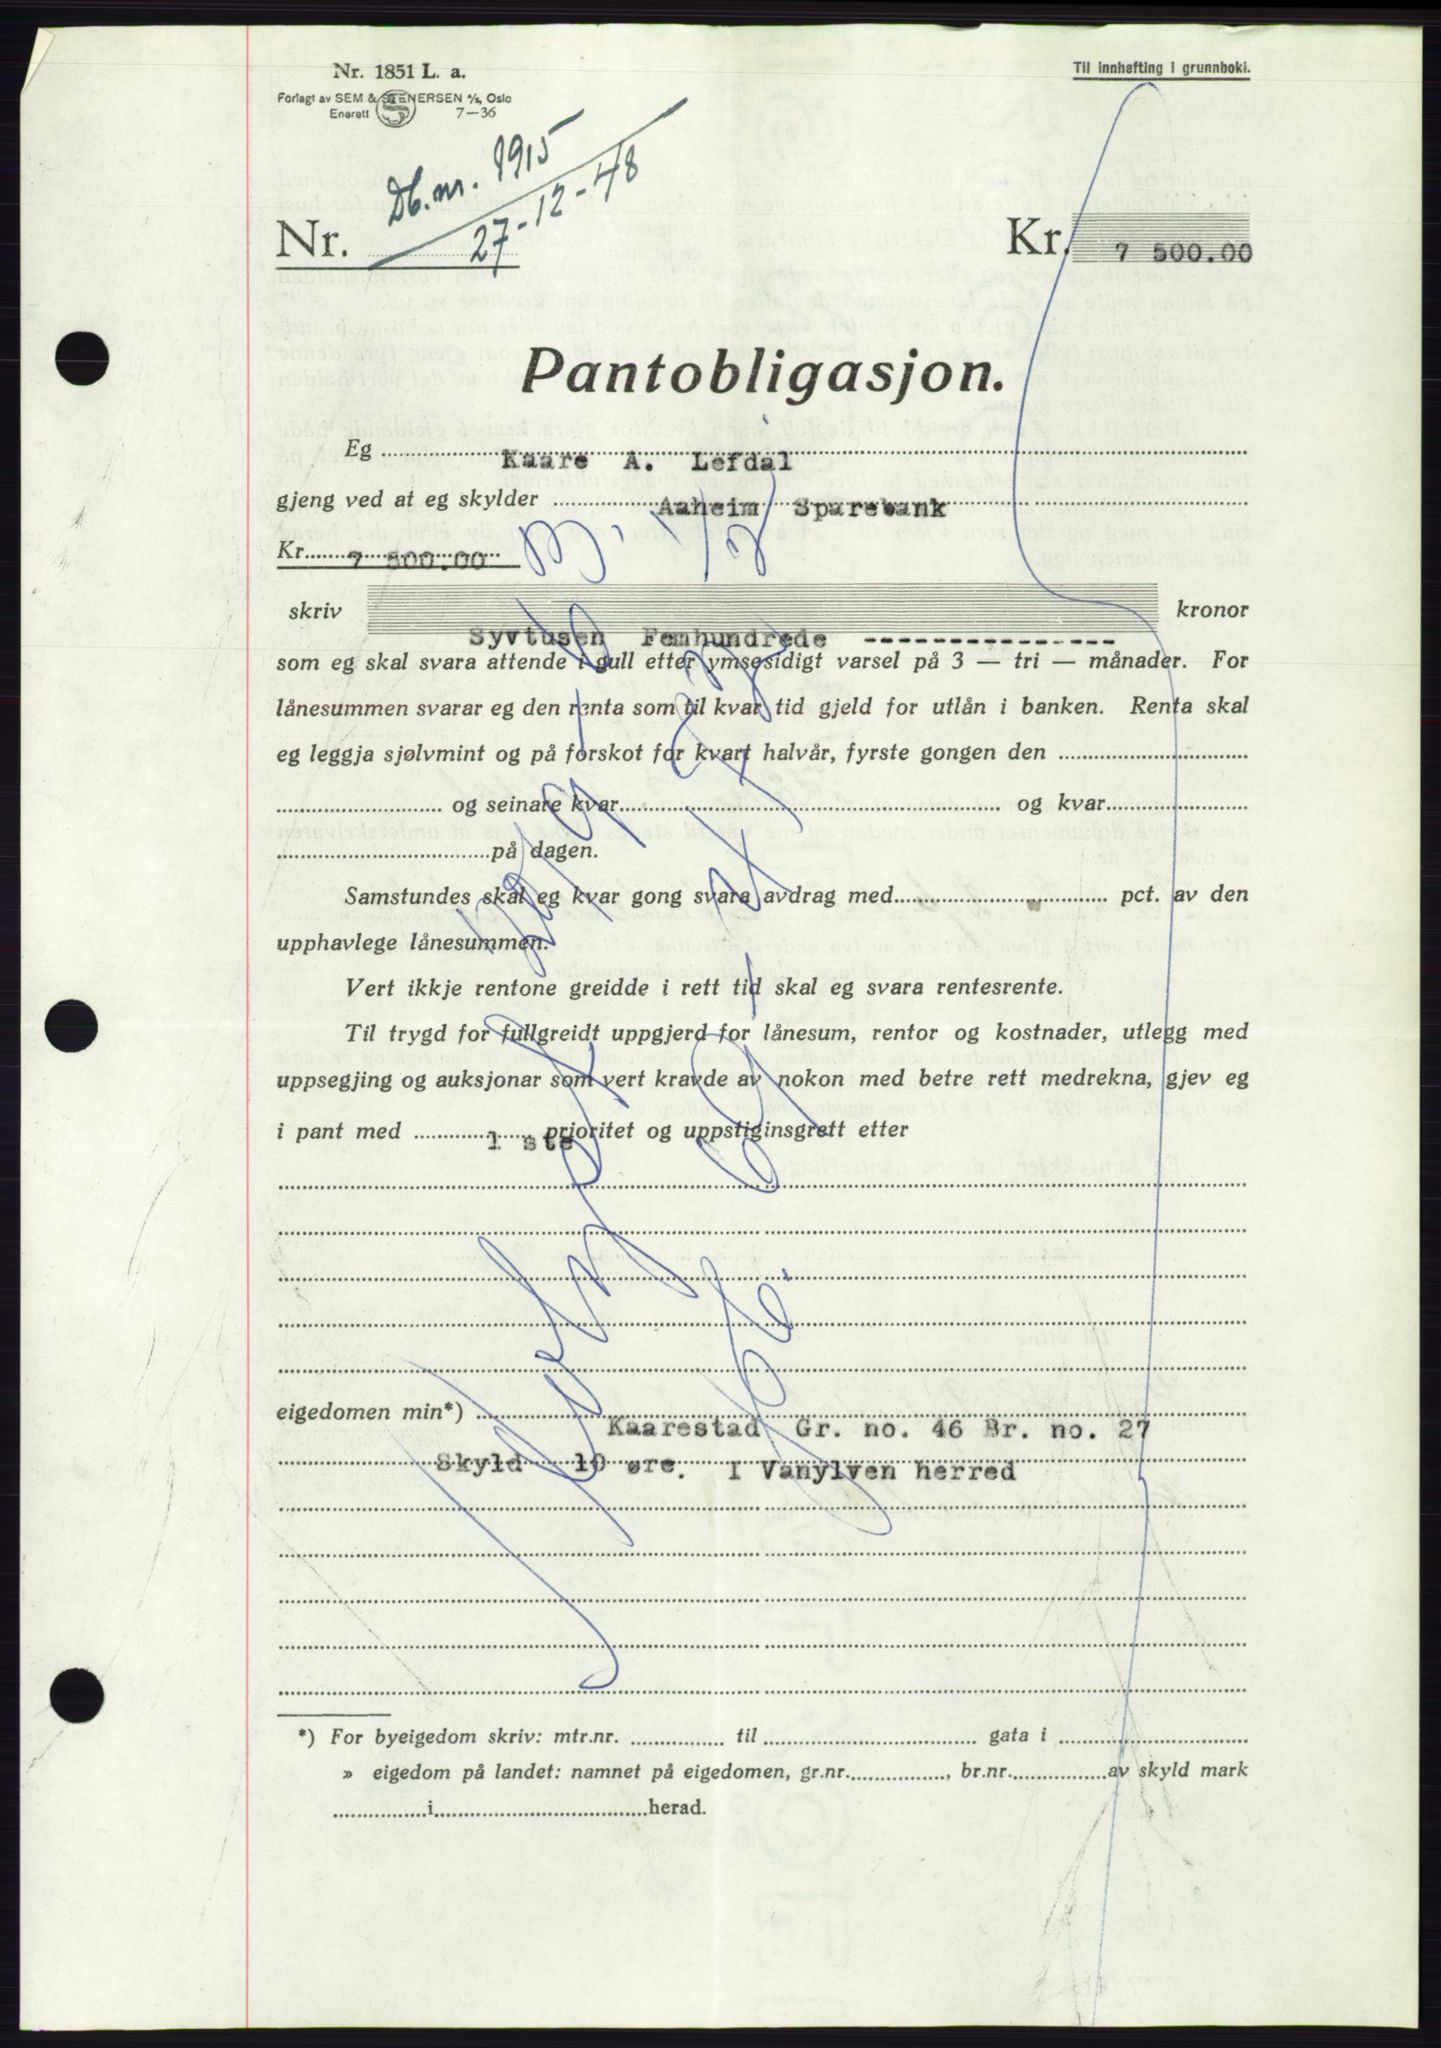 Nr. 1851 L. a.
Til innhefting i grunnboki.
Forlagt av SEM & STENERSEN A/S, Oslo
Enerett 7—36
Db. nr. 1915
27-12-48
Nr.
Kr. 7 500.00
Pantobligasjon.
Eg Kaare A. Lefdal
gjeng ved at eg skylder Aaheim Sparebank
Kr. 7 500.00
skriv Syvtusen Femhundrede --------------- kronor
som eg skal svara attende i gull etter ymsesidigt varsel på 3 — tri — månader. For
lånesummen svarar eg den renta som til kvar tid gjeld for utlån i banken. Renta skal
eg leggja sjølvmint og på forskot for kvart halvår, fyrste gongen den
og seinare kvar og kvar
på dagen.
Samstundes skal eg kvar gong svara avdrag med pct. av den
upphavlege lånesummen.
Vert ikkje rentone greidde i rett tid skal eg svara rentesrente.
Til trygd for fullgreidt uppgjerd for lånesum, rentor og kostnader, utlegg med
uppsegjing og auksjonar som vert kravde av nokon med betre rett medrekna, gjev eg
i pant med 1 ste prioritet og uppstiginsgrett etter
eigedomen min*)
Kaarestad Gr. no. 46 Br. no. 27
Skyld 10 øre. I Vanylven herred
*) For byeigedom skriv: mtr.nr. til gata i
» eigedom på landet: namnet på eigedomen, gr.nr. , br.nr. av skyld mark
i herad.